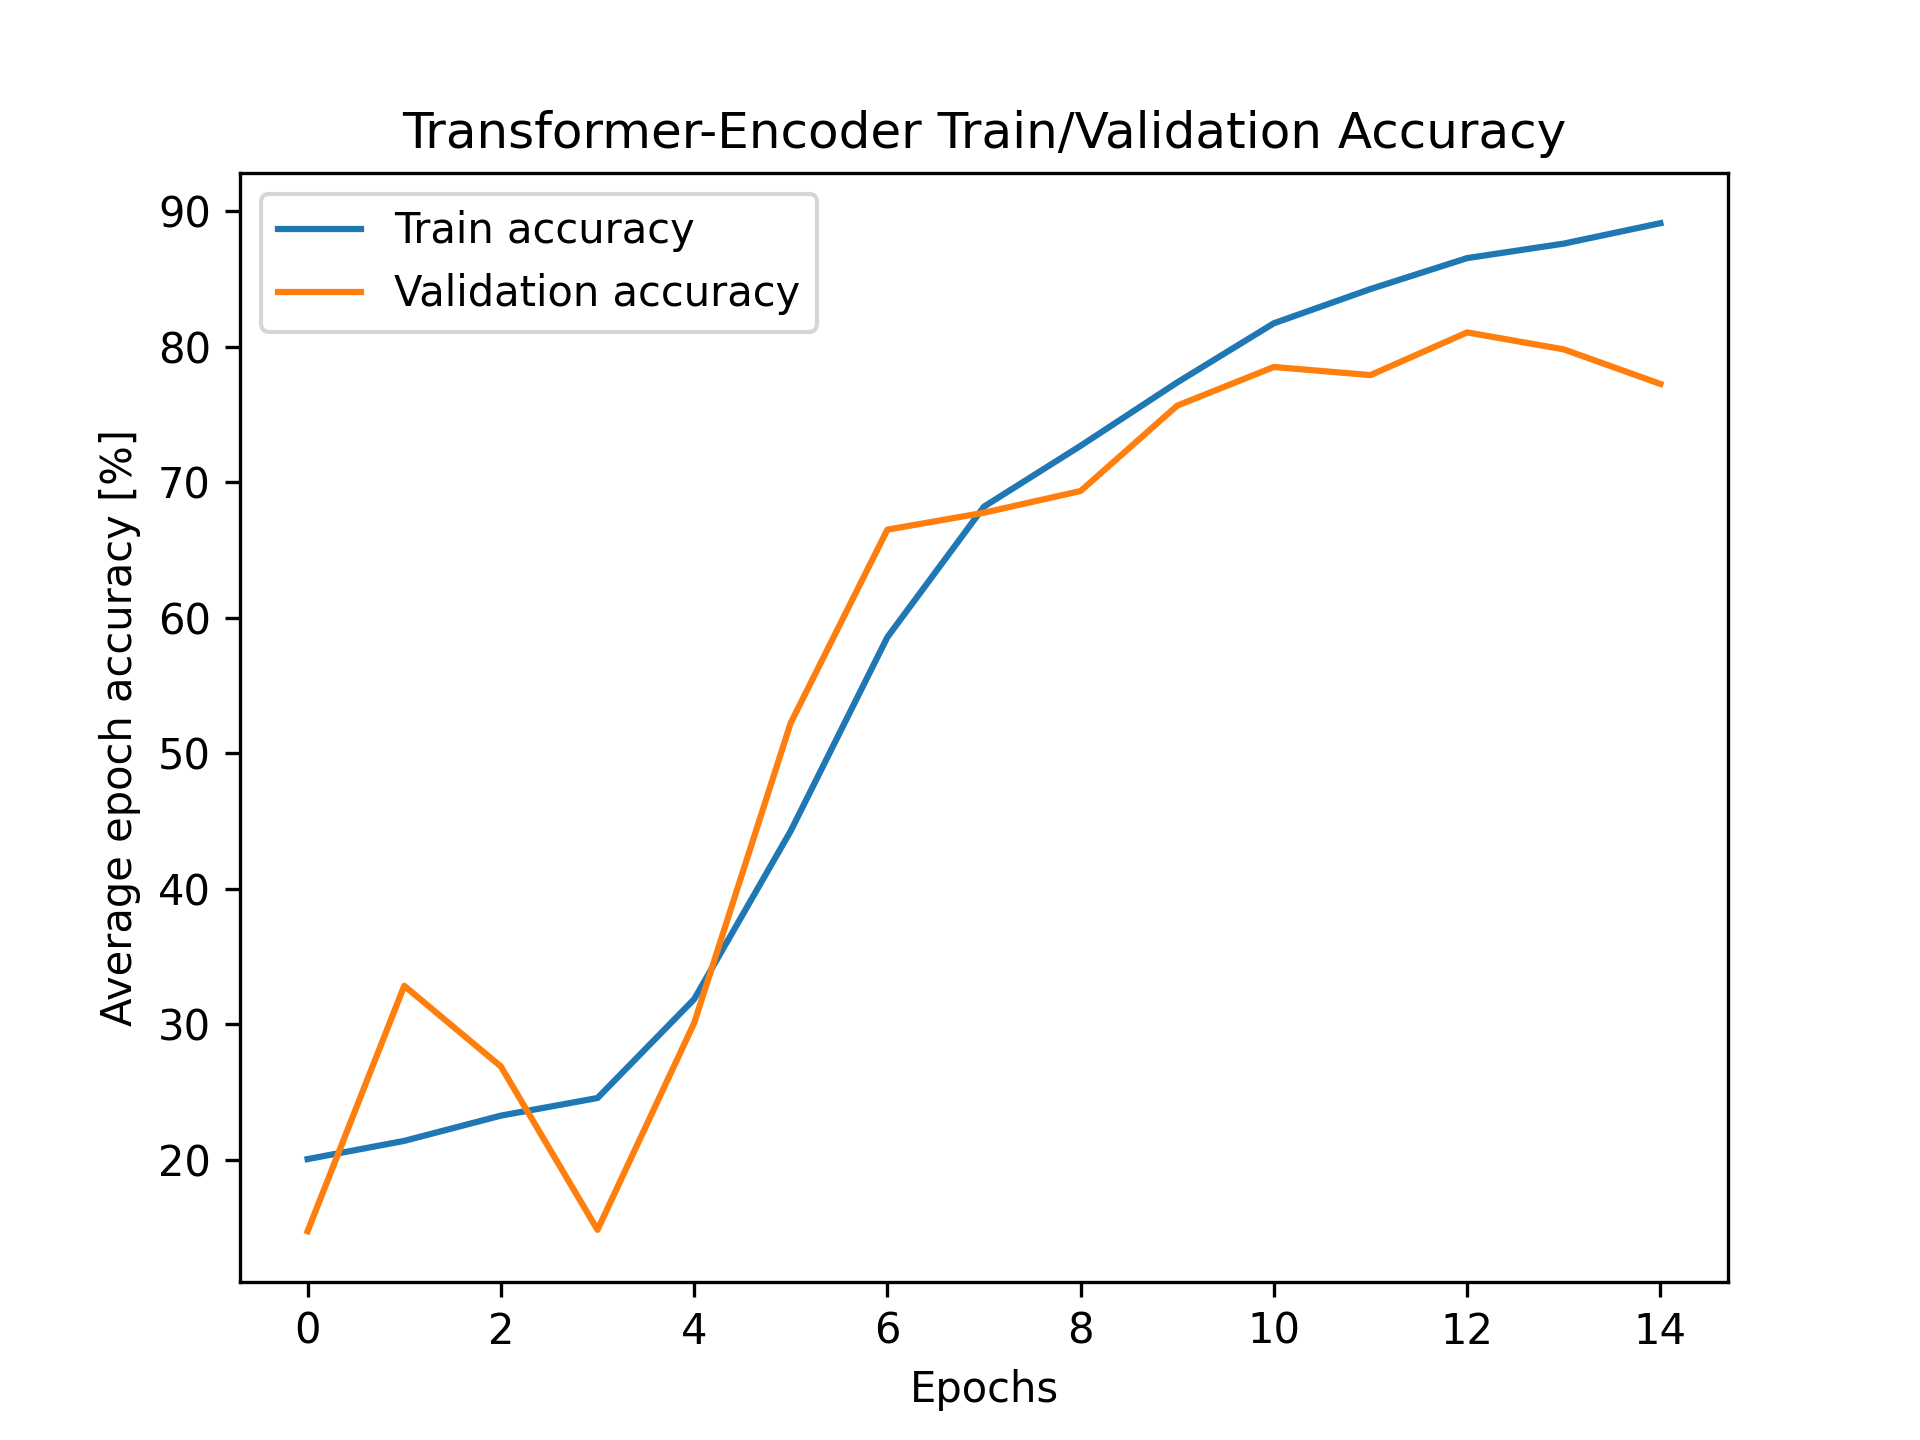 Transformer-Encoder Train/Validation Accuracy
Train accuracy
Validation accuracy
Average epoch accuracy [%]
90
80
70
60
50
40
30
20
0 2 4 6 8 10 12 14
Epochs